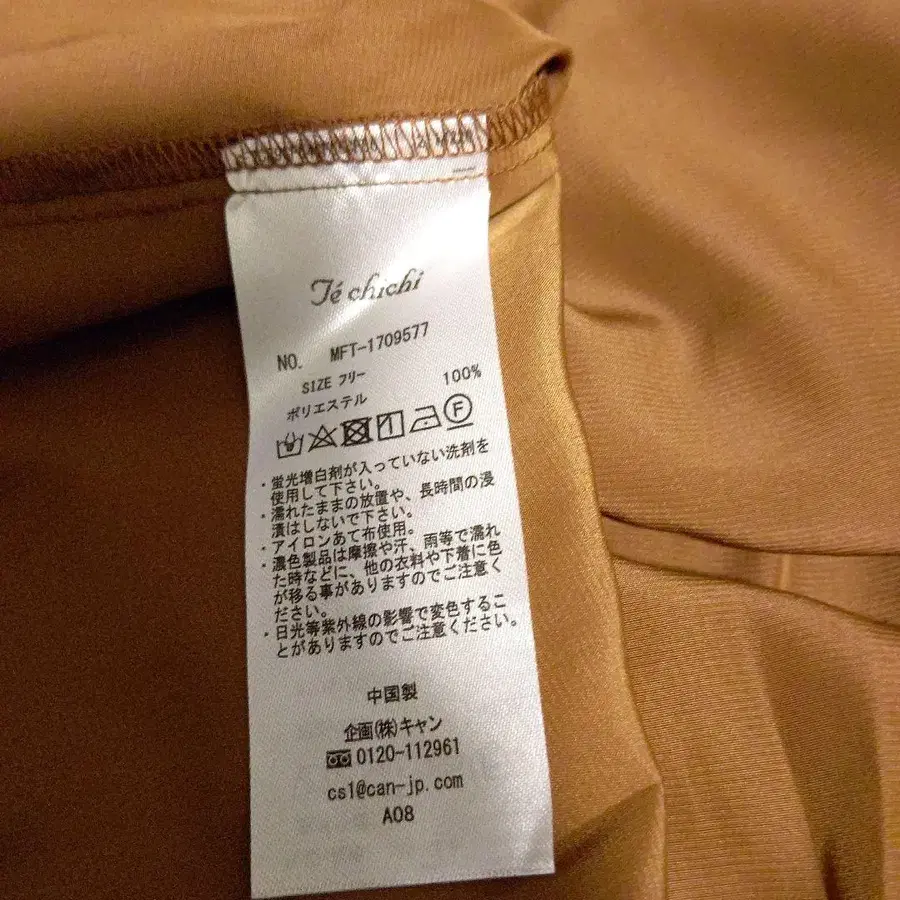 Té chichi
NO. MFT-1709577
SIZE フリー
ポリエステル 100%
F
・蛍光増白剤が入っていない洗剤を
使用して下さい。
・濡れたままの放置や、長時間の浸
漬はしないで下さい。
・アイロンあて布使用。
・濃色製品は摩擦や汗、雨等で濡れ
た時などに、他の衣料や下着に色
が移る事がありますのでご注意く
ださい。
・日光等紫外線の影響で変色するこ
とがありますのでご注意ください。
中国製
企画(株)キャン
0120-112961
cs1@can-jp.com
A08